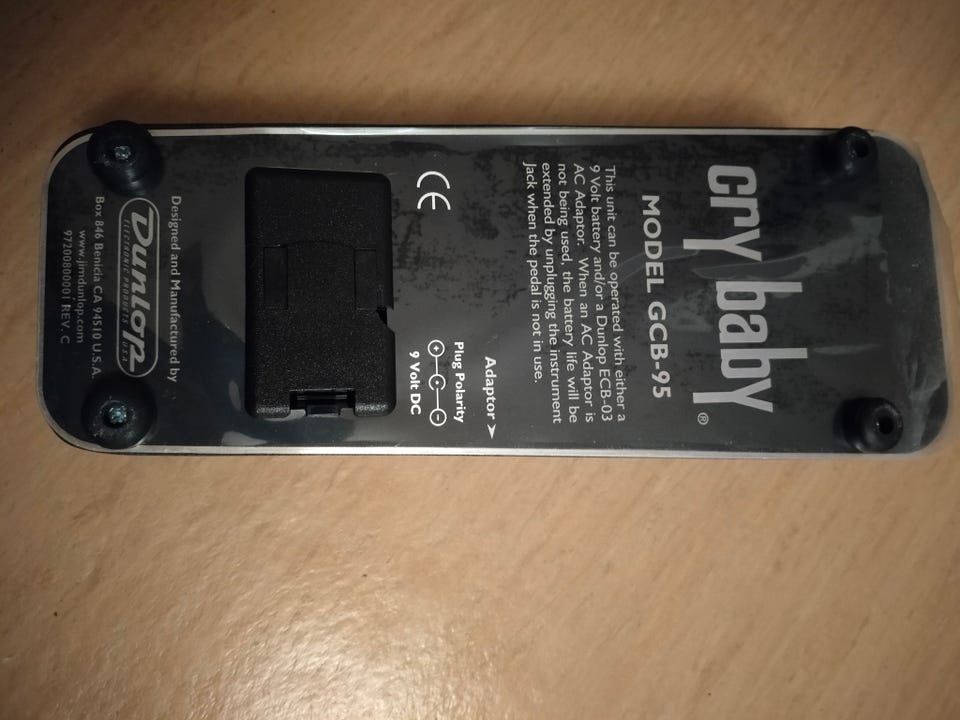 cry baby®
MODEL GCB-95
This unit can be operated with either a
9 Volt battery and/or a Dunlop ECB-03
AC Adaptor. When an AC Adaptor is
not being used, the battery life will be
extended by unplugging the instrument
Jack when the pedal is not in use.
Adaptor
Plug Polarity
9 Volt DC
CE
Designed and Manufactured by
DUNLOP
ELECTRONIC PRODUCTS U.S.A.
Box 846 Benicia CA 94510 U.S.A.
www.jimdunlop.com
97200800001 REV. C